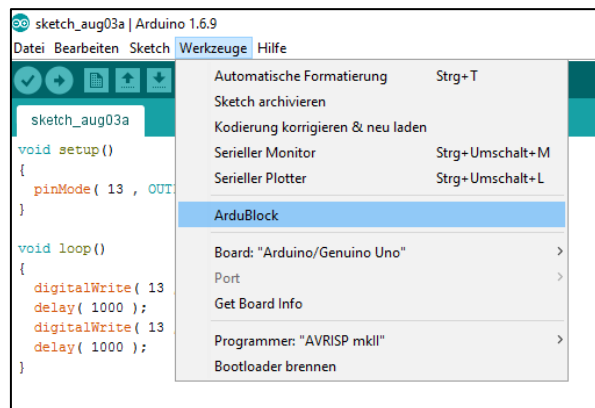 sketch_aug03a | Arduino 1.6.9
Datei Bearbeiten Sketch Werkzeuge Hilfe
sketch_aug03a
void setup()
{
pinMode( 13 ,
}
void loop()
{
digitalWrite( 13
delay( 1000 );
digitalWrite( 13
delay( 1000 );
}
Automatische Formatierung Strg+T
Sketch archivieren
Kodierung korrigieren & neu laden
Serieller Monitor Strg+Umschalt+M
Serieller Plotter Strg+Umschalt+L
ArduBlock
Board: "Arduino/Genuino Uno"
Port
Get Board Info
Programmer: "AVRISP mkII"
Bootloader brennen